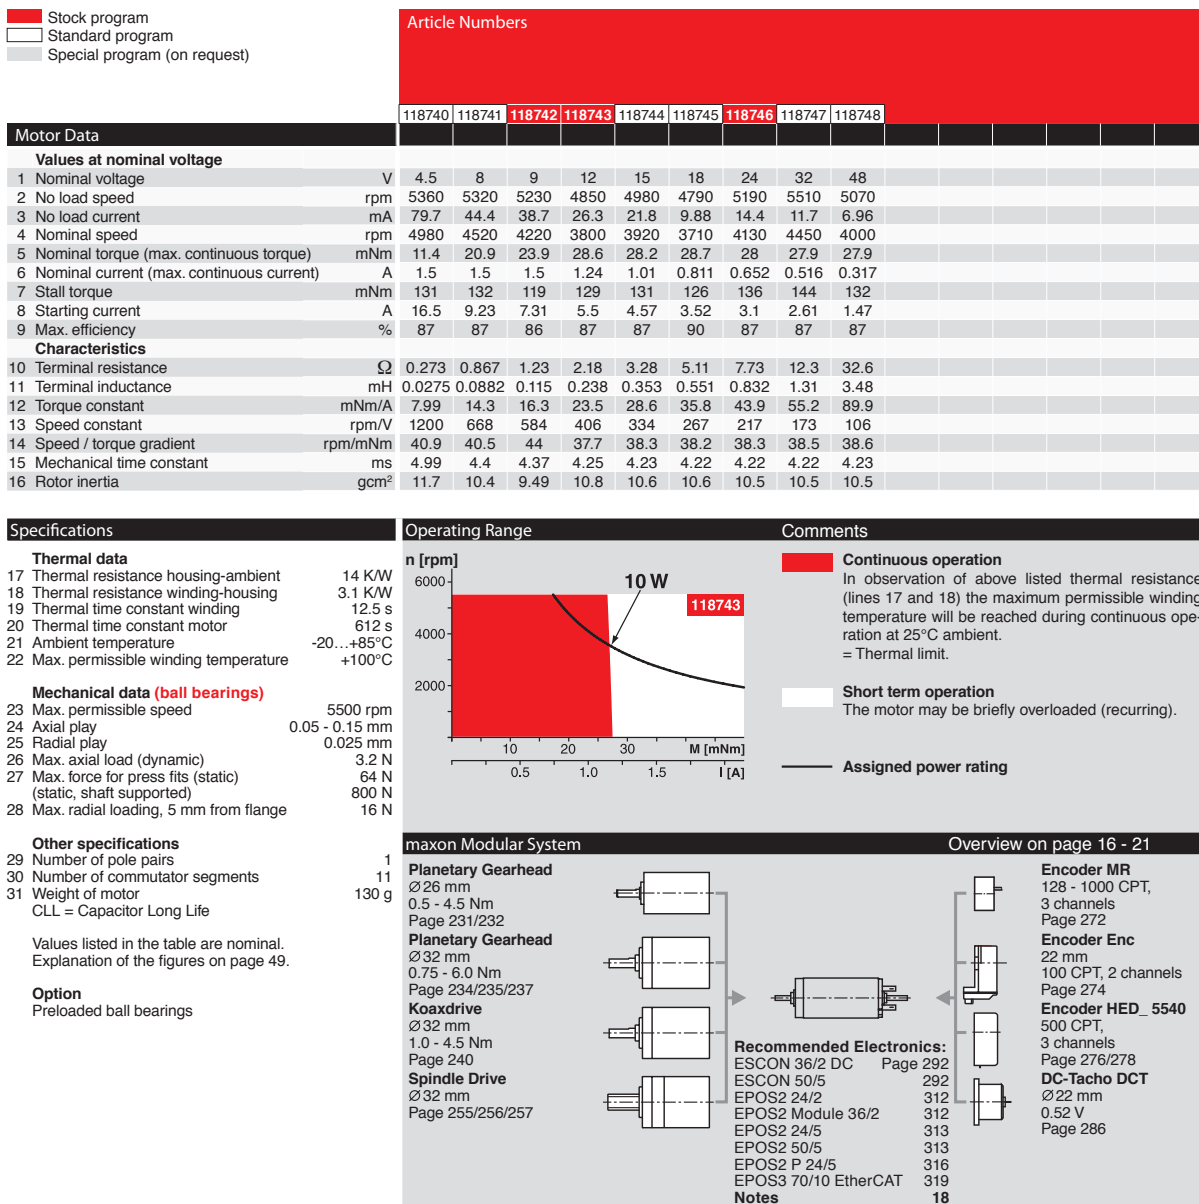 Stock program
Standard program
Special program (on request)
Article Numbers
118740 118741 118742 118743 118744 118745 118746 118747 118748
Motor Data
Values at nominal voltage
1 Nominal voltage V 4.5 8 9 12 15 18 24 32 48
2 No load speed rpm 5360 5320 5230 4850 4980 4790 5190 5510 5070
3 No load current mA 79.7 44.4 38.7 26.3 21.8 9.88 14.4 11.7 6.96
4 Nominal speed rpm 4980 4520 4220 3800 3920 3710 4130 4450 4000
5 Nominal torque (max. continuous torque) mNm 11.4 20.9 23.9 28.6 28.2 28.7 28 27.9 27.9
6 Nominal current (max. continuous current) A 1.5 1.5 1.5 1.24 1.01 0.811 0.652 0.516 0.317
7 Stall torque mNm 131 132 119 129 131 126 136 144 132
8 Starting current A 16.5 9.23 7.31 5.5 4.57 3.52 3.1 2.61 1.47
9 Max. efficiency % 87 87 86 87 87 90 87 87 87
Characteristics
10 Terminal resistance Ω 0.273 0.867 1.23 2.18 3.28 5.11 7.73 12.3 32.6
11 Terminal inductance mH 0.0275 0.0882 0.115 0.238 0.353 0.551 0.832 1.31 3.48
12 Torque constant mNm/A 7.99 14.3 16.3 23.5 28.6 35.8 43.9 55.2 89.9
13 Speed constant rpm/V 1200 668 584 406 334 267 217 173 106
14 Speed / torque gradient rpm/mNm 40.9 40.5 44 37.7 38.3 38.2 38.3 38.5 38.6
15 Mechanical time constant ms 4.99 4.4 4.37 4.25 4.23 4.22 4.22 4.22 4.23
16 Rotor inertia gcm² 11.7 10.4 9.49 10.8 10.6 10.6 10.5 10.5 10.5
Specifications
Thermal data
17 Thermal resistance housing-ambient 14 K/W
18 Thermal resistance winding-housing 3.1 K/W
19 Thermal time constant winding 12.5 s
20 Thermal time constant motor 612 s
21 Ambient temperature -20…+85°C
22 Max. permissible winding temperature +100°C
Mechanical data (ball bearings)
23 Max. permissible speed 5500 rpm
24 Axial play 0.05 - 0.15 mm
25 Radial play 0.025 mm
26 Max. axial load (dynamic) 3.2 N
27 Max. force for press fits (static) 64 N
(static, shaft supported) 800 N
28 Max. radial loading, 5 mm from flange 16 N
Other specifications
29 Number of pole pairs 1
30 Number of commutator segments 11
31 Weight of motor 130 g
CLL = Capacitor Long Life
Values listed in the table are nominal.
Explanation of the figures on page 49.
Option
Preloaded ball bearings
Operating Range
n [rpm]
6000
4000
2000
10 W
118743
10 20 30 M [mNm]
0.5 1.0 1.5 I [A]
Comments
Continuous operation
In observation of above listed thermal resistance
(lines 17 and 18) the maximum permissible winding
temperature will be reached during continuous ope-
ration at 25°C ambient.
= Thermal limit.
Short term operation
The motor may be briefly overloaded (recurring).
Assigned power rating
maxon Modular System
Overview on page 16 - 21
Planetary Gearhead
Ø26 mm
0.5 - 4.5 Nm
Page 231/232
Planetary Gearhead
Ø32 mm
0.75 - 6.0 Nm
Page 234/235/237
Koaxdrive
Ø32 mm
1.0 - 4.5 Nm
Page 240
Spindle Drive
Ø32 mm
Page 255/256/257
Recommended Electronics:
ESCON 36/2 DC Page 292
ESCON 50/5 292
EPOS2 24/2 312
EPOS2 Module 36/2 312
EPOS2 24/5 313
EPOS2 50/5 313
EPOS2 P 24/5 316
EPOS3 70/10 EtherCAT 319
Notes 18
Encoder MR
128 - 1000 CPT,
3 channels
Page 272
Encoder Enc
22 mm
100 CPT, 2 channels
Page 274
Encoder HED_ 5540
500 CPT,
3 channels
Page 276/278
DC-Tacho DCT
Ø22 mm
0.52 V
Page 286